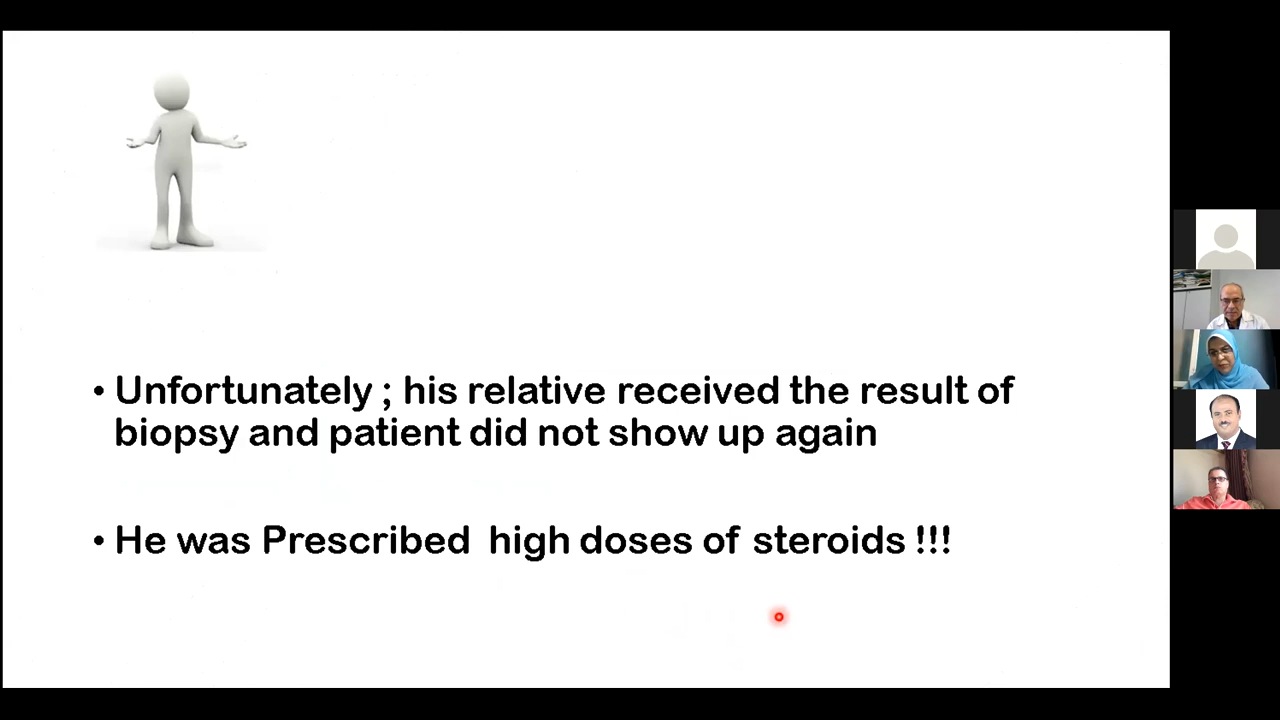 • Unfortunately ; his relative received the result of
biopsy and patient did not show up again
• He was Prescribed high doses of steroids !!!